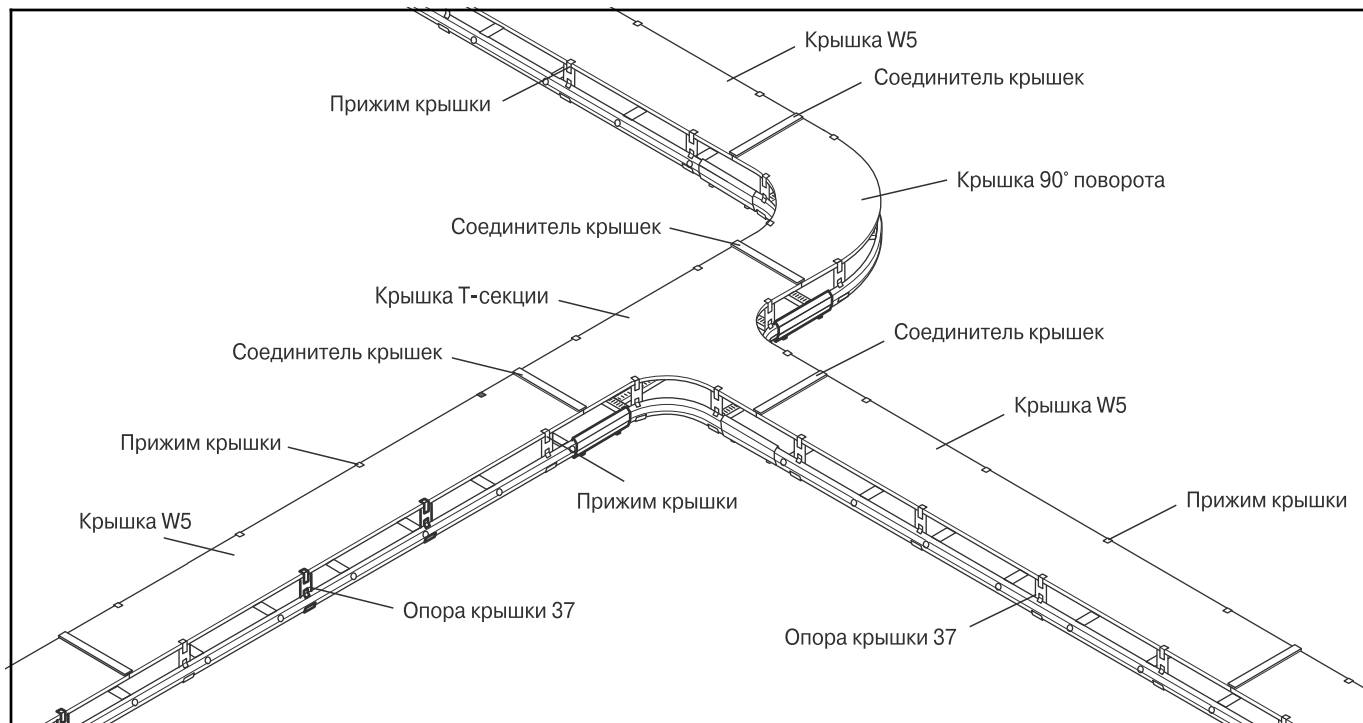 Крышка W5
Соединитель крышек
Прижим крышки
Крышка 90° поворота
Соединитель крышек
Крышка Т-секции
Соединитель крышек
Соединитель крышек
Крышка W5
Прижим крышки
Прижим крышки
Прижим крышки
Крышка W5
Опора крышки 37
Опора крышки 37